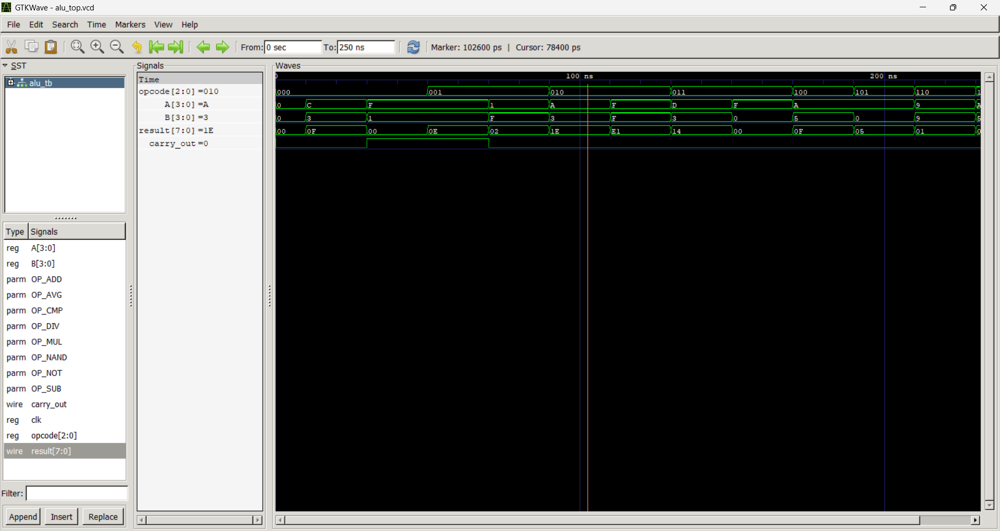 GTKWave - alu_top.vcd
File Edit Search Time Markers View Help
From: 0 sec To: 250 ns Marker: 102600 ps | Cursor: 78400 ps
SST
alu_tb
Type Signals
reg A[3:0]
reg B[3:0]
parm OP_ADD
parm OP_AVG
parm OP_CMP
parm OP_DIV
parm OP_MUL
parm OP_NAND
parm OP_NOT
parm OP_SUB
wire carry_out
reg clk
reg opcode[2:0]
wire result[7:0]
Filter:
Append Insert Replace
Signals
Time
opcode[2:0]=010
A[3:0]=A
B[3:0]=3
result[7:0]=1E
carry_out=0
Waves
0 100 ns 200 ns
000 001 010 011 100 101 110 1
0 C F 1 A F D F A 9 A
0 3 1 F 3 F 3 0 5 0 9 5
00 0F 00 0E 02 1E E1 14 00 0F 05 01 0